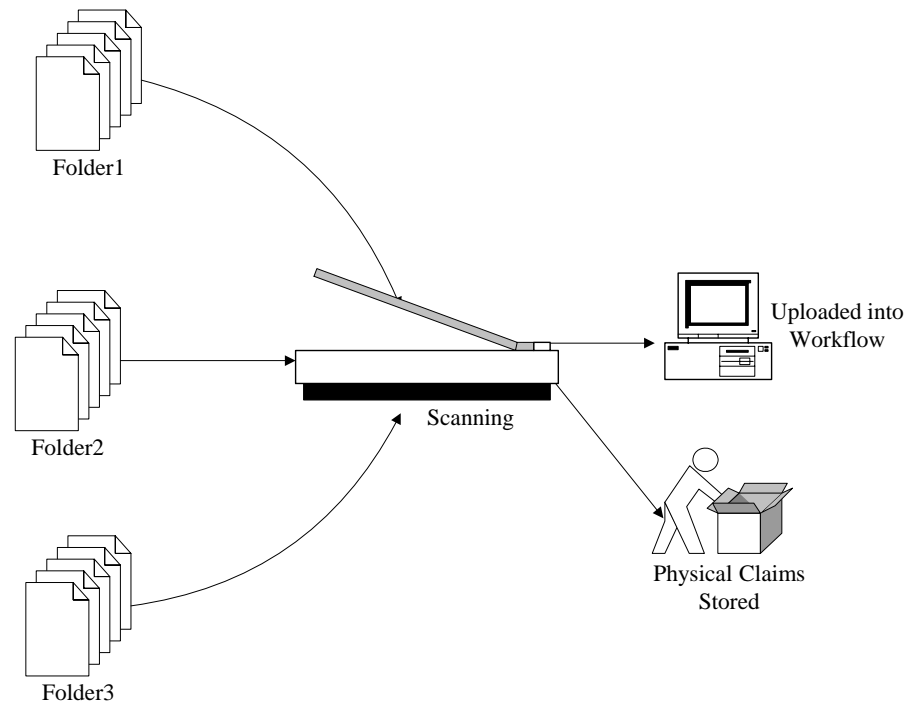 Folder1
Folder2
Scanning
Uploaded into
Workflow
Physical Claims
Stored
Folder3